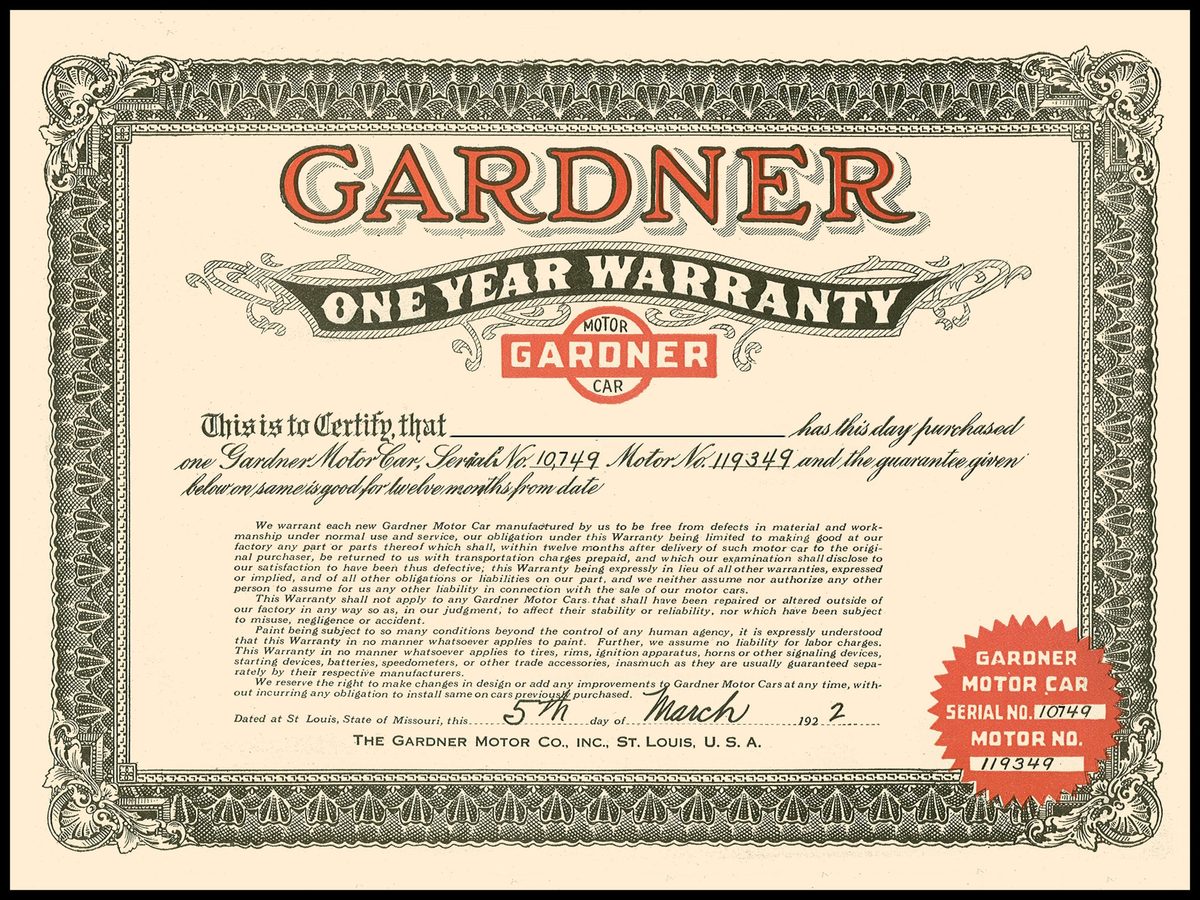 GARDNER
ONE YEAR WARRANTY
MOTOR
GARDNER
CAR
This is to Certify, that has this day purchased
one Gardner Motor Car, Serial No. 10,749 Motor No. 119349 and the guarantee given
below on same is good for twelve months from date
We warrant each new Gardner Motor Car manufactured by us to be free from defects in material and work-
manship under normal use and service, our obligation under this Warranty being limited to making good at our
factory any part or parts thereof which shall, within twelve months after delivery of such motor car to the origi-
nal purchaser, be returned to us with transportation charges prepaid, and which our examination shall disclose to
our satisfaction to have been thus defective; this Warranty being expressly in lieu of all other warranties, expressed
or implied, and of all other obligations or liabilities on our part, and we neither assume nor authorize any other
person to assume for us any other liability in connection with the sale of our motor cars.
This Warranty shall not apply to any Gardner Motor Cars that shall have been repaired or altered outside of
our factory in any way so as, in our judgment, to affect their stability or reliability, nor which have been subject
to misuse, negligence or accident.
Paint being subject to so many conditions beyond the control of any human agency, it is expressly understood
that this Warranty in no manner whatsoever applies to paint. Further, we assume no liability for labor charges.
This Warranty in no manner whatsoever applies to tires, rims, ignition apparatus, horns or other signaling devices,
starting devices, batteries, speedometers, or other trade accessories, inasmuch as they are usually guaranteed sepa-
rately by their respective manufacturers.
We reserve the right to make changes in design or add any improvements to Gardner Motor Cars at any time, with-
out incurring any obligation to install same on cars previously purchased.
Dated at St Louis, State of Missouri, this 5th day of March 1922
THE GARDNER MOTOR CO., INC., ST. LOUIS, U. S. A.
GARDNER
MOTOR CAR
SERIAL NO. 10749
MOTOR NO.
119349